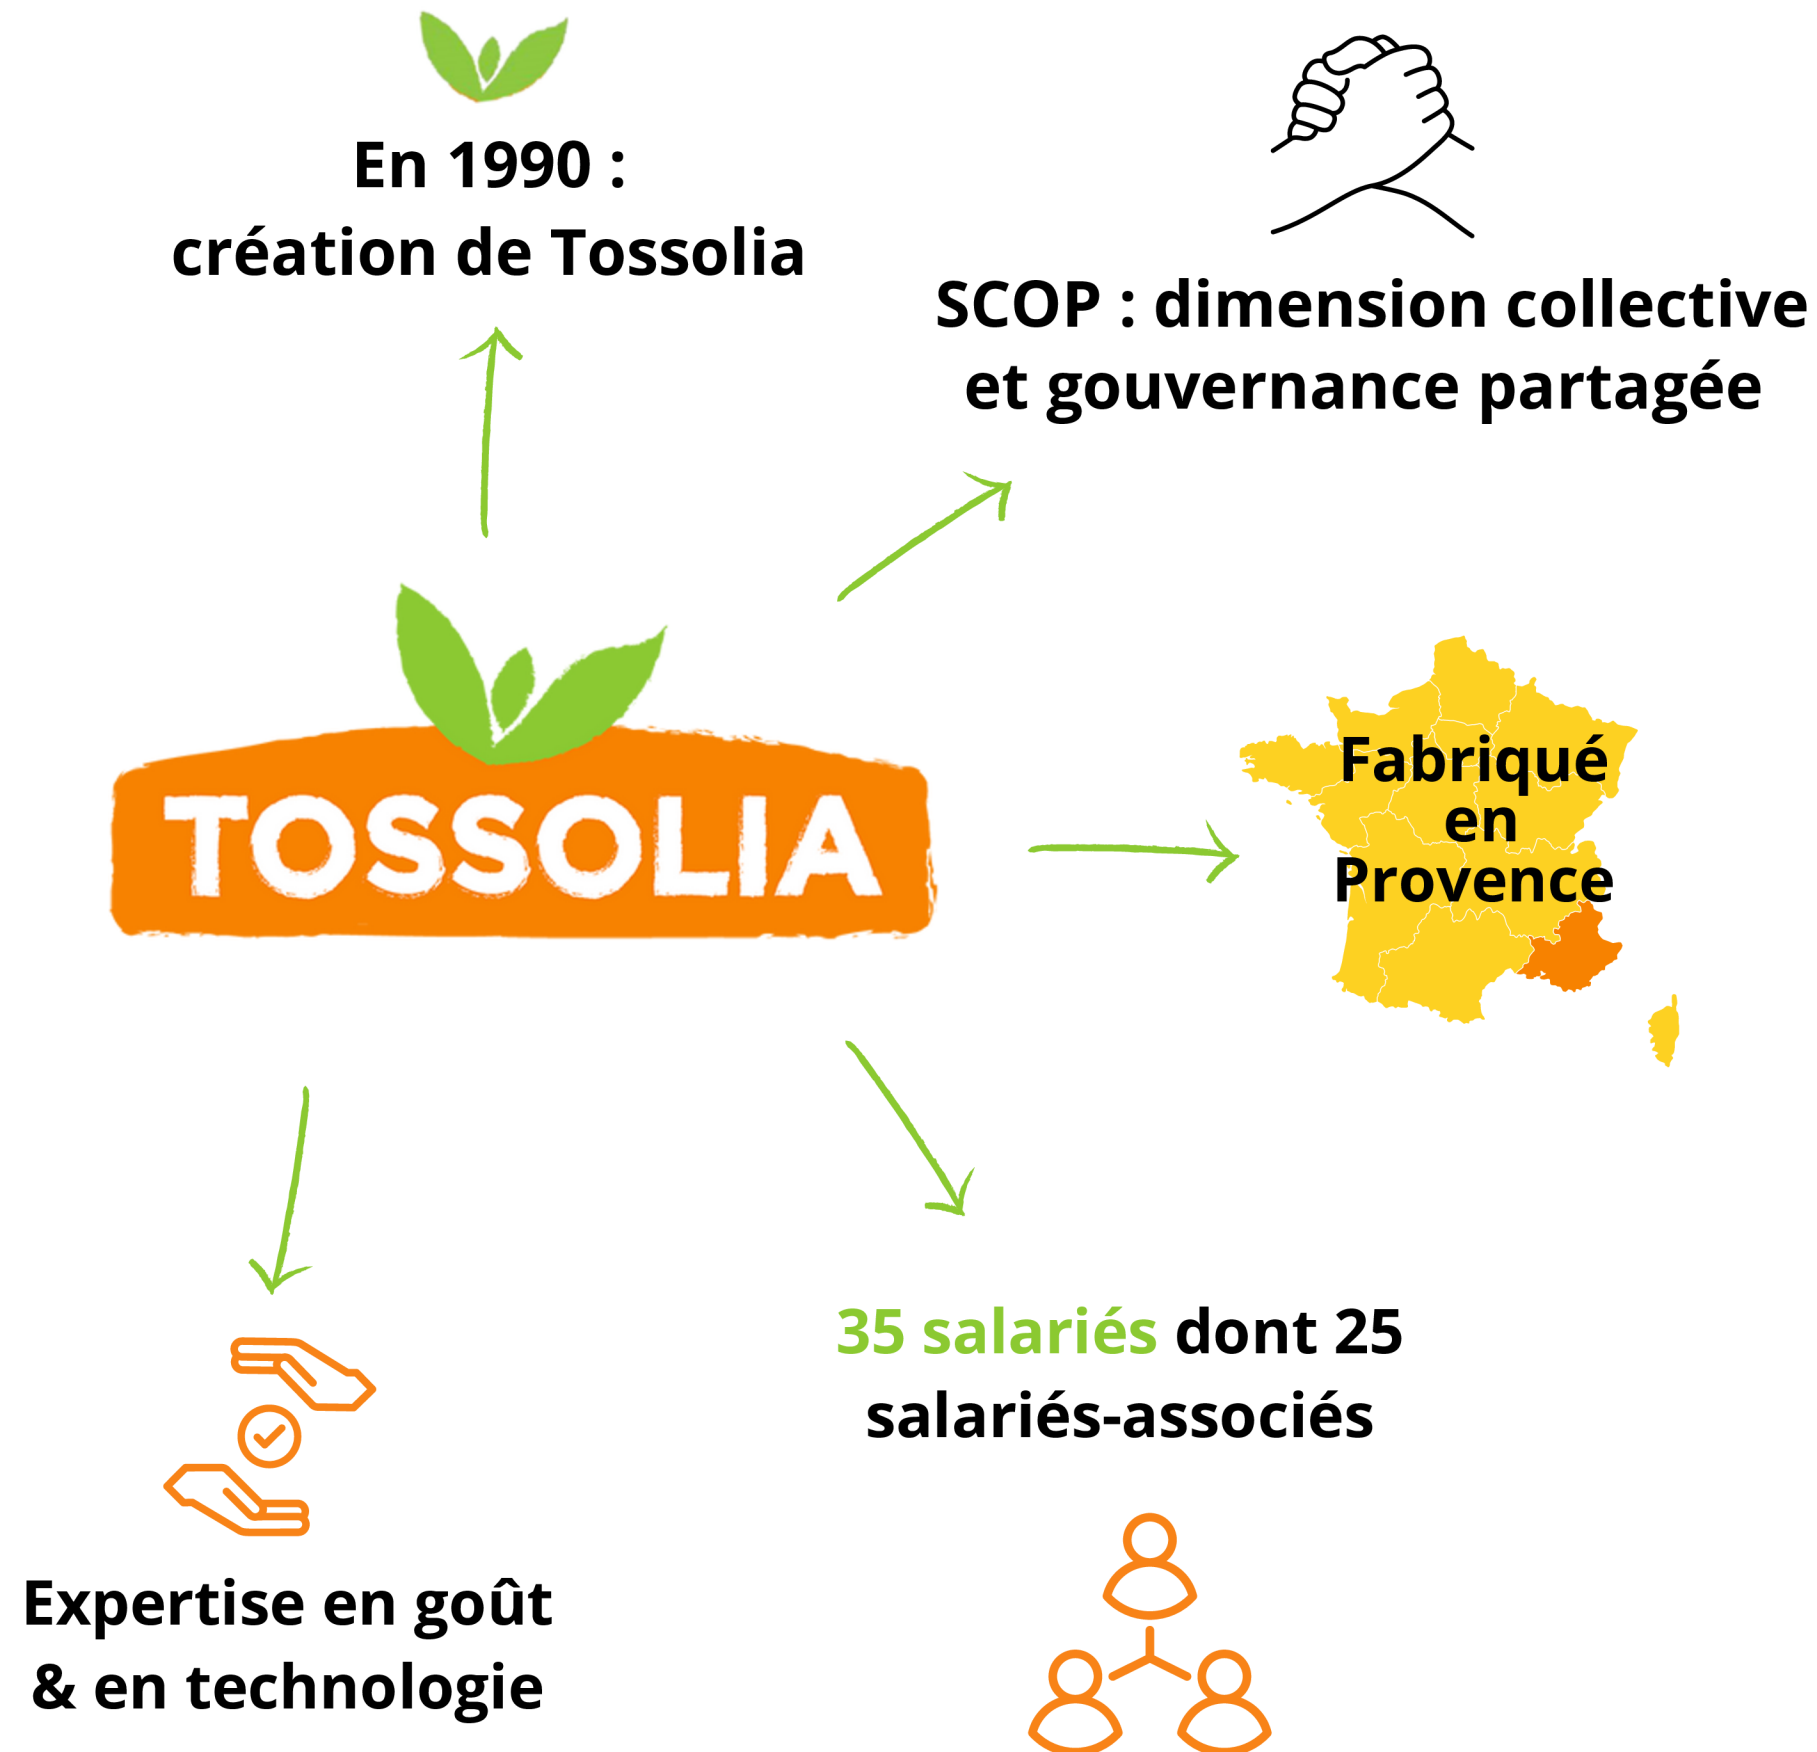 En 1990 :
création de Tossolia
SCOP : dimension collective
et gouvernance partagée
TOSSOLIA
Fabriqué
en
Provence
35 salariés dont 25
salariés-associés
Expertise en goût
& en technologie